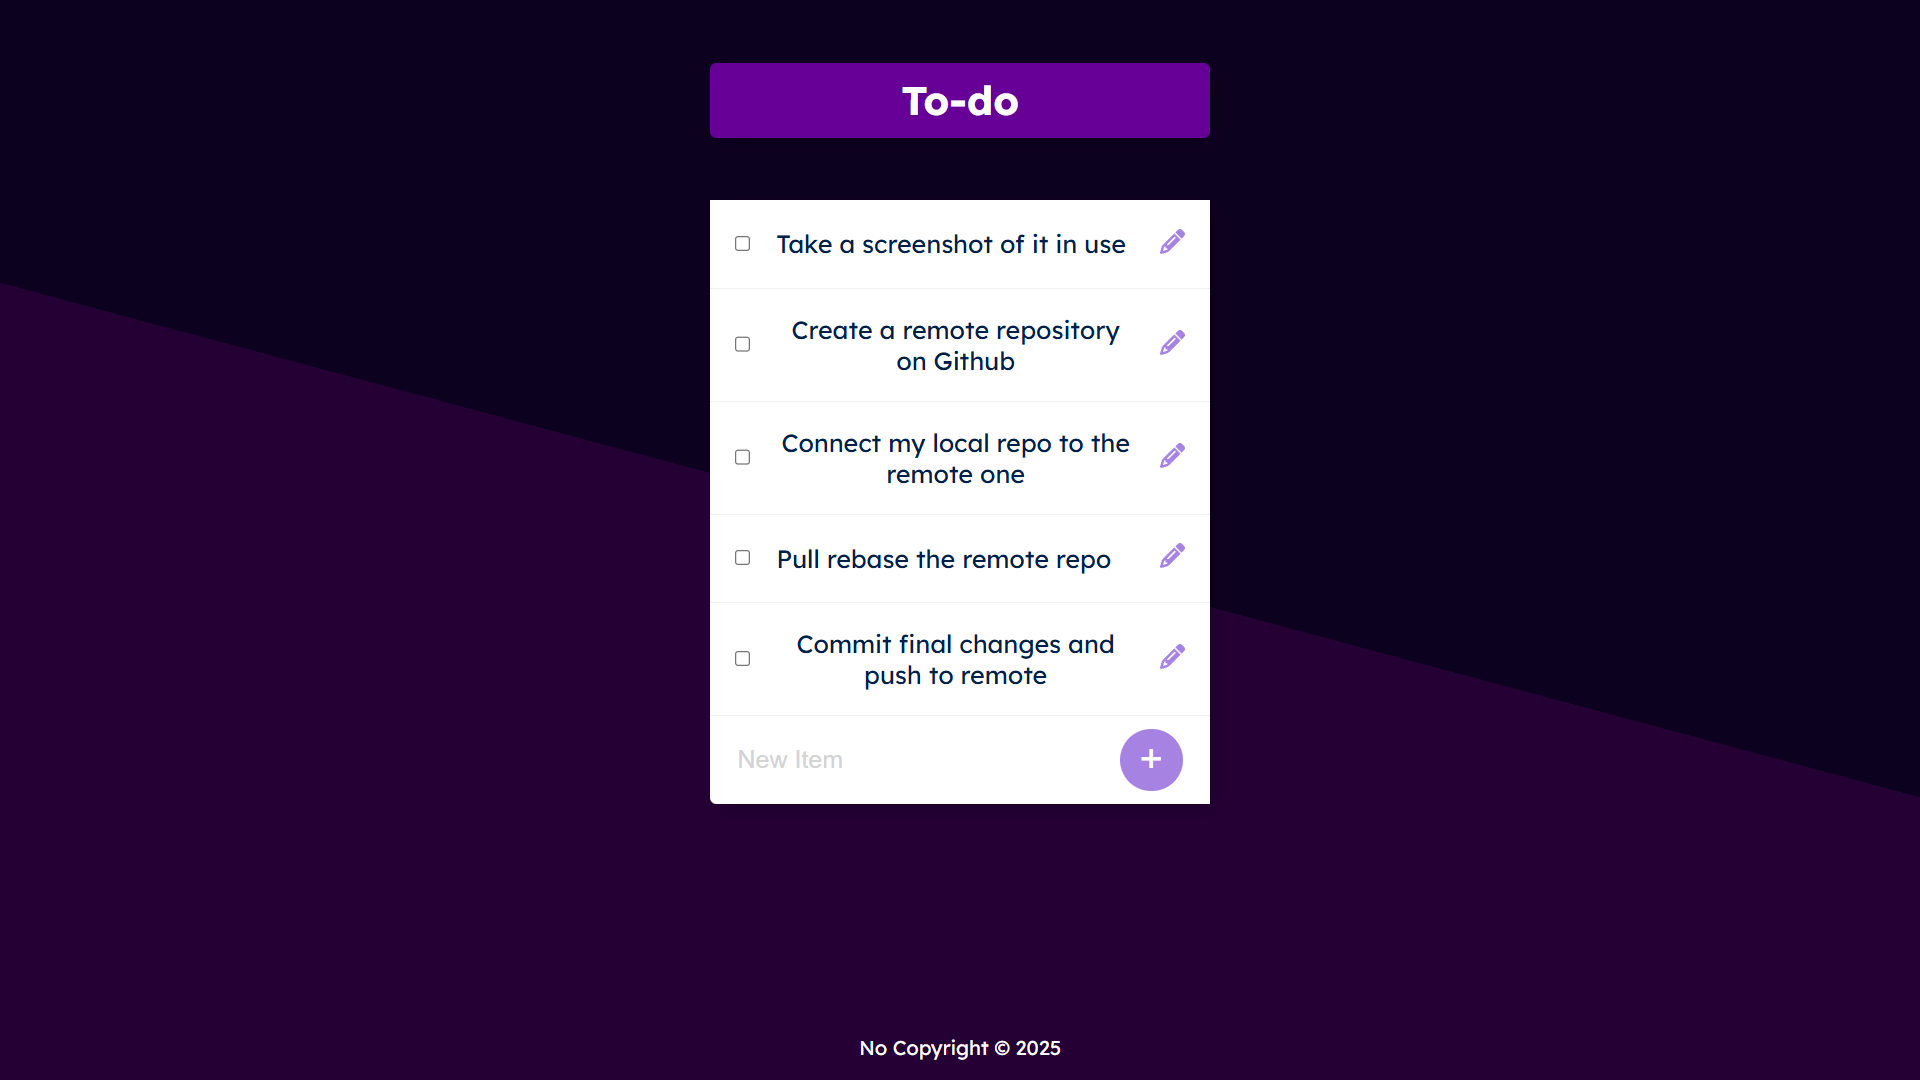 To-do
Take a screenshot of it in use
Create a remote repository
on Github
Connect my local repo to the
remote one
Pull rebase the remote repo
Commit final changes and
push to remote
New Item
No Copyright © 2025